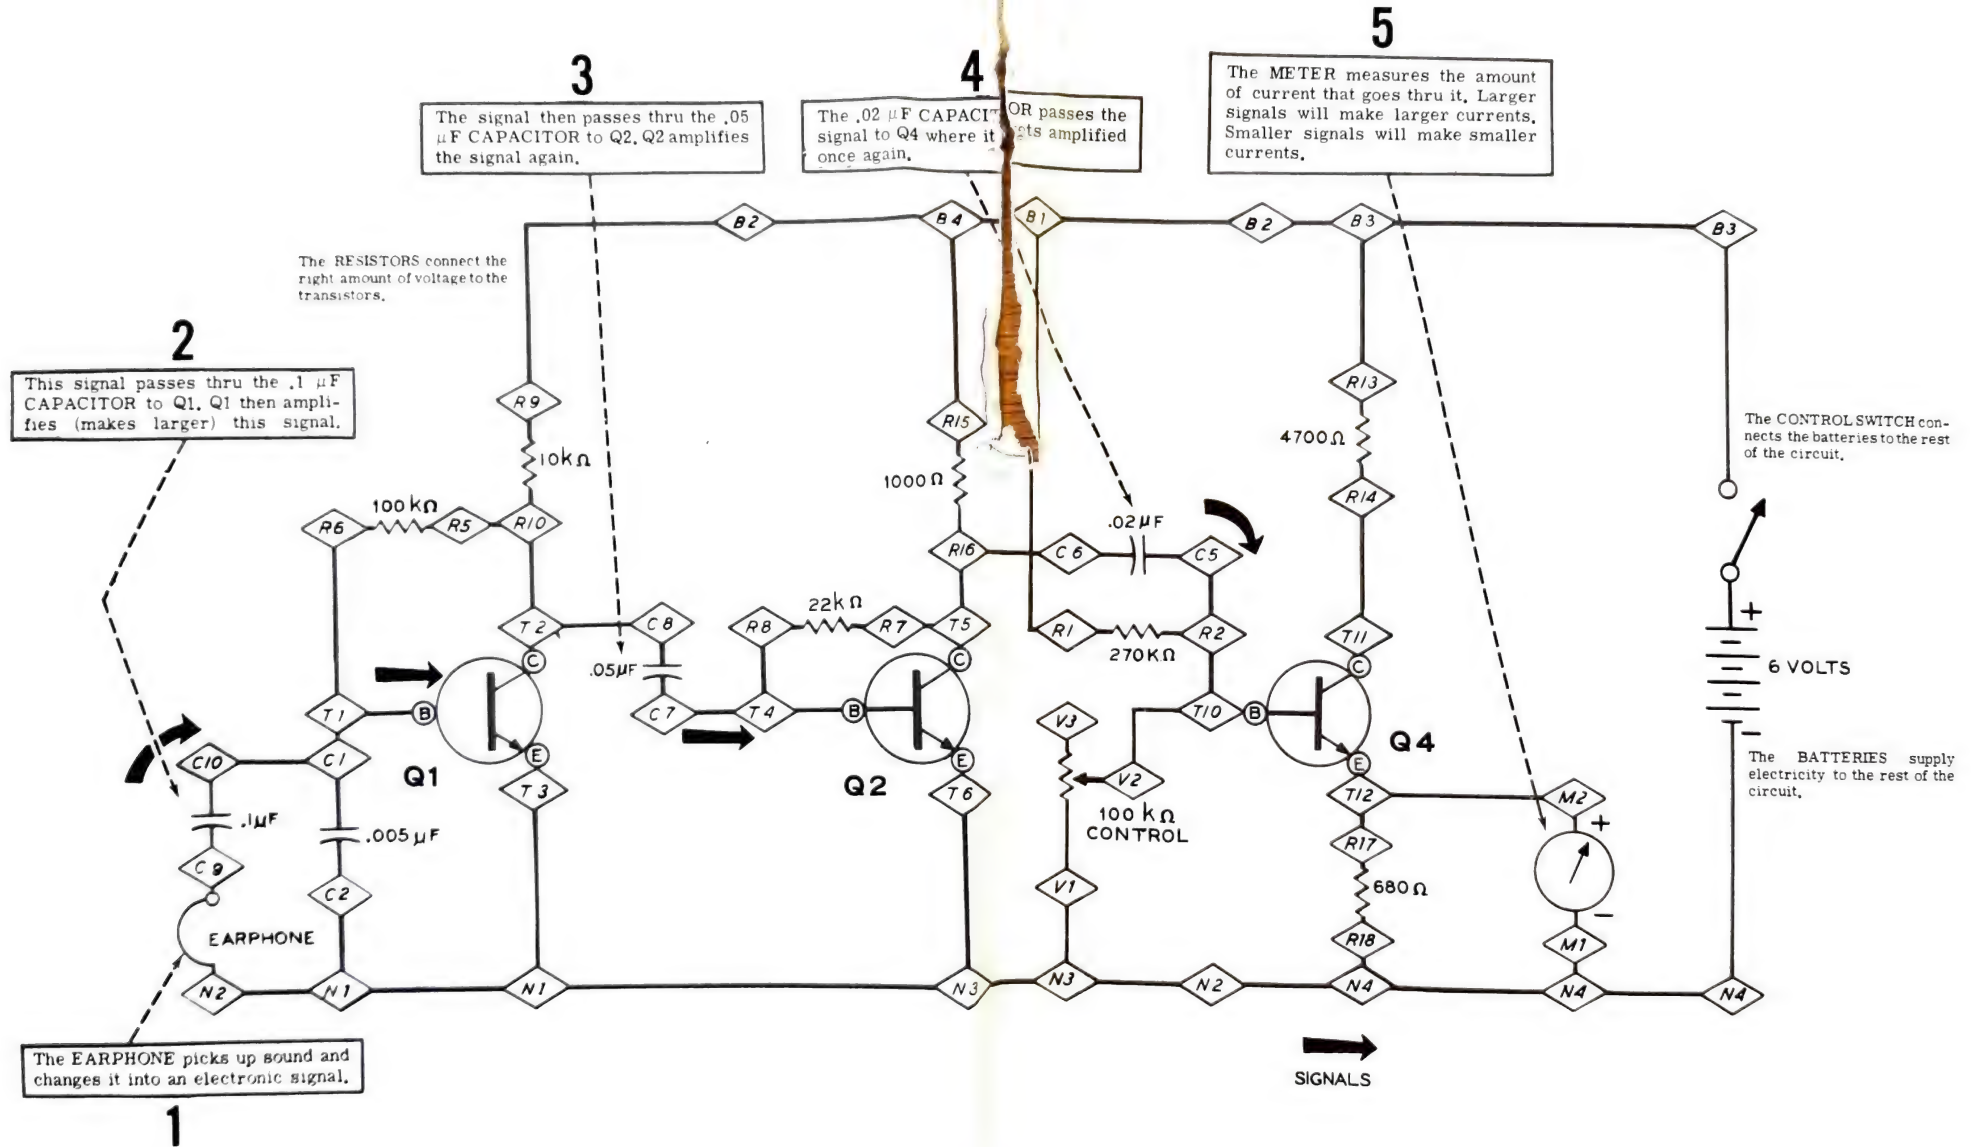 5
The METER measures the amount
of current that goes thru it. Larger
signals will make larger currents.
Smaller signals will make smaller
currents.
3
The signal then passes thru the .05
µF CAPACITOR to Q2. Q2 amplifies
the signal again.
4
The .02 µF CAPACITOR passes the
signal to Q4 where it gets amplified
once again.
B2
B4
B1
B2
B3
B3
The RESISTORS connect the
right amount of voltage to the
transistors.
2
This signal passes thru the .1 µF
CAPACITOR to Q1. Q1 then ampli-
fies (makes larger) this signal.
R9
10kΩ
R15
1000Ω
R13
4700Ω
R14
The CONTROL SWITCH con-
nects the batteries to the rest
of the circuit.
R6
100kΩ
R5
R10
R16
C6
.02µF
C5
T2
C8
R8
22kΩ
R7
T5
R1
270KΩ
R2
T11
C
.05µF
C
C
+
6 VOLTS
-
T1
B
C7
T4
B
V3
T10
B
Q4
C10
C1
Q1
E
Q2
E
V2
E
100kΩ
CONTROL
The BATTERIES supply
electricity to the rest of the
circuit.
T3
T6
T12
M2
+
.1µF
.005µF
R17
680Ω
C9
C2
V1
EARPHONE
R18
-
M1
N2
N1
N1
N3
N3
N2
N4
N4
N4
The EARPHONE picks up sound and
changes it into an electronic signal.
1
SIGNALS